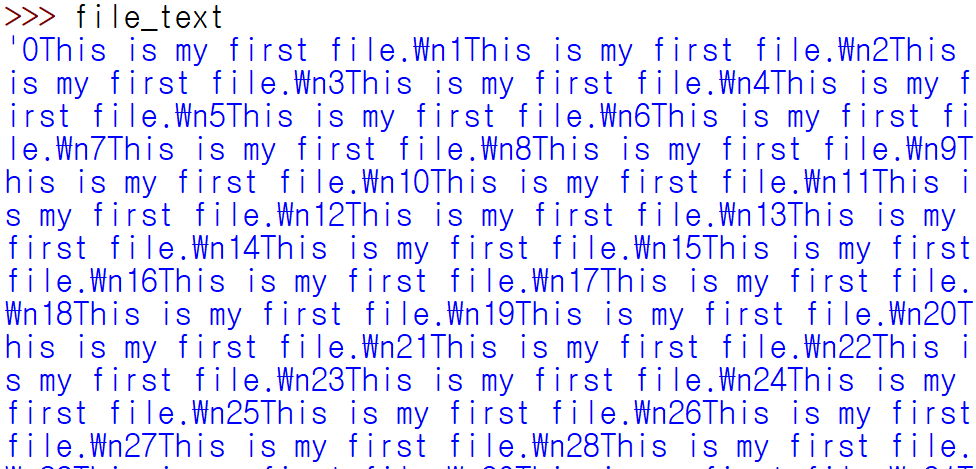 >>> file_text
'0This is my first file.₩n1This is my first file.₩n2This
is my first file.₩n3This is my first file.₩n4This is my f
irst file.₩n5This is my first file.₩n6This is my first fi
le.₩n7This is my first file.₩n8This is my first file.₩n9T
his is my first file.₩n10This is my first file.₩n11This i
s my first file.₩n12This is my first file.₩n13This is my
first file.₩n14This is my first file.₩n15This is my first
file.₩n16This is my first file.₩n17This is my first file.
₩n18This is my first file.₩n19This is my first file.₩n20T
his is my first file.₩n21This is my first file.₩n22This i
s my first file.₩n23This is my first file.₩n24This is my
first file.₩n25This is my first file.₩n26This is my first
file.₩n27This is my first file.₩n28This is my first file.